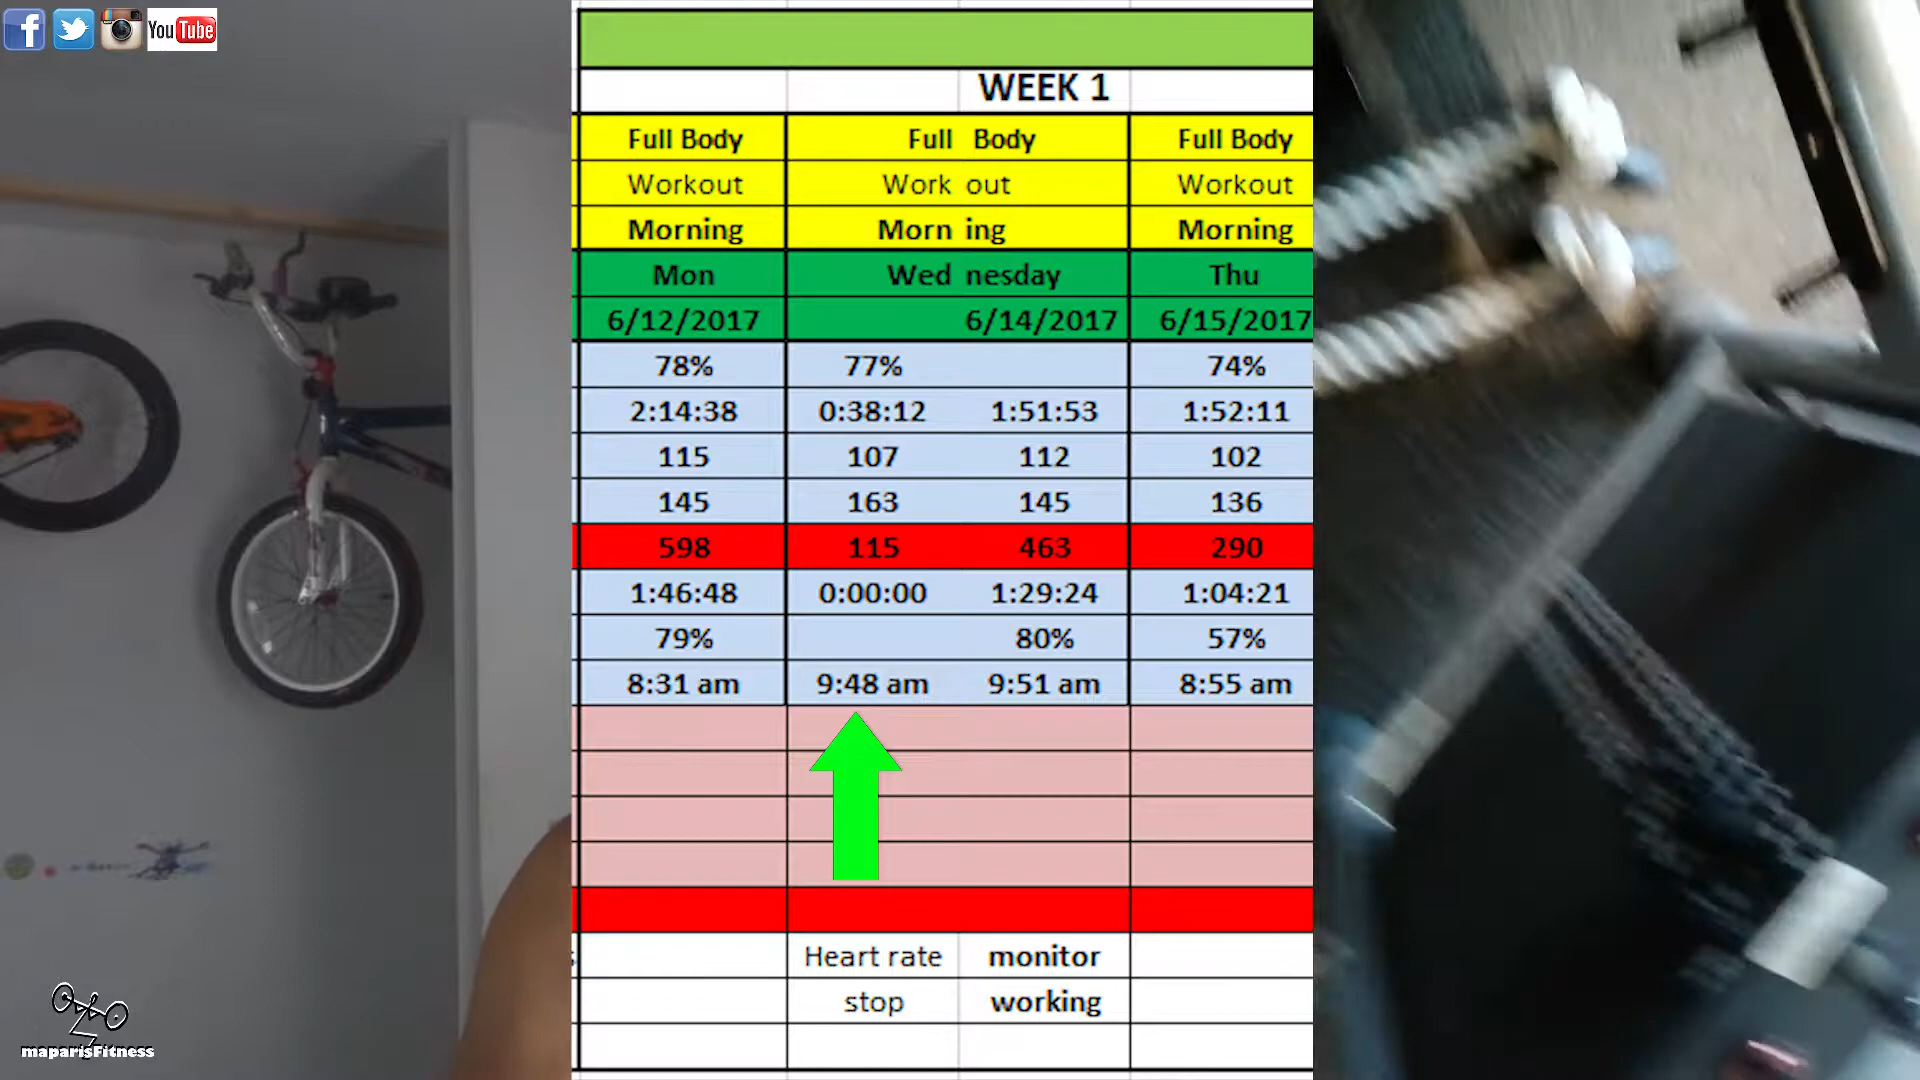 f
You Tube
WEEK 1
Full Body Full Body Full Body
Workout Work out Workout
Morning Morn ing Morning
Mon Wed nesday Thu
6/12/2017 6/14/2017 6/15/2017
78% 77% 74%
2:14:38 0:38:12 1:51:53 1:52:11
115 107 112 102
145 163 145 136
598 115 463 290
1:46:48 0:00:00 1:29:24 1:04:21
79% 80% 57%
8:31 am 9:48 am 9:51 am 8:55 am
Heart rate monitor
stop working
maparisFitness